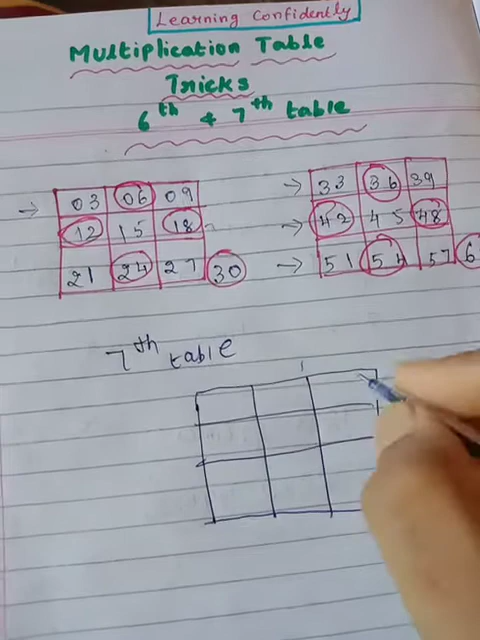 Learning Confidently
Multiplication Table
Tricks
6th & 7th table
03 06 09
12 15 18
21 24 27 30
33 36 39
42 45 48
51 54 57 6
7th table